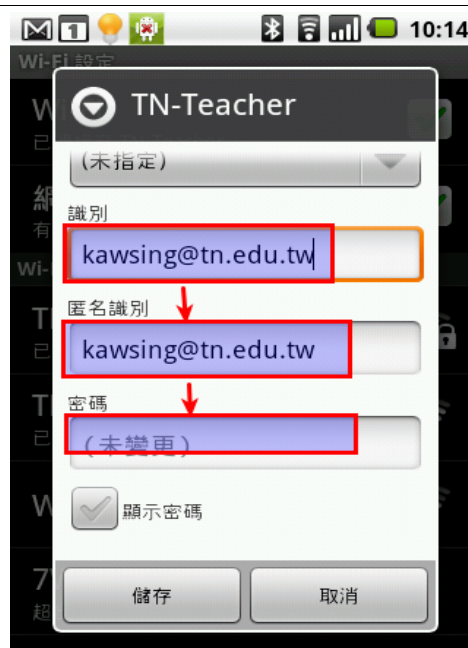 1
10:14
Wi-Fi 設定
TN-Teacher
(未指定)
識別
kawsing@tn.edu.tw
匿名識別
kawsing@tn.edu.tw
密碼
(未變更)
顯示密碼
儲存
取消